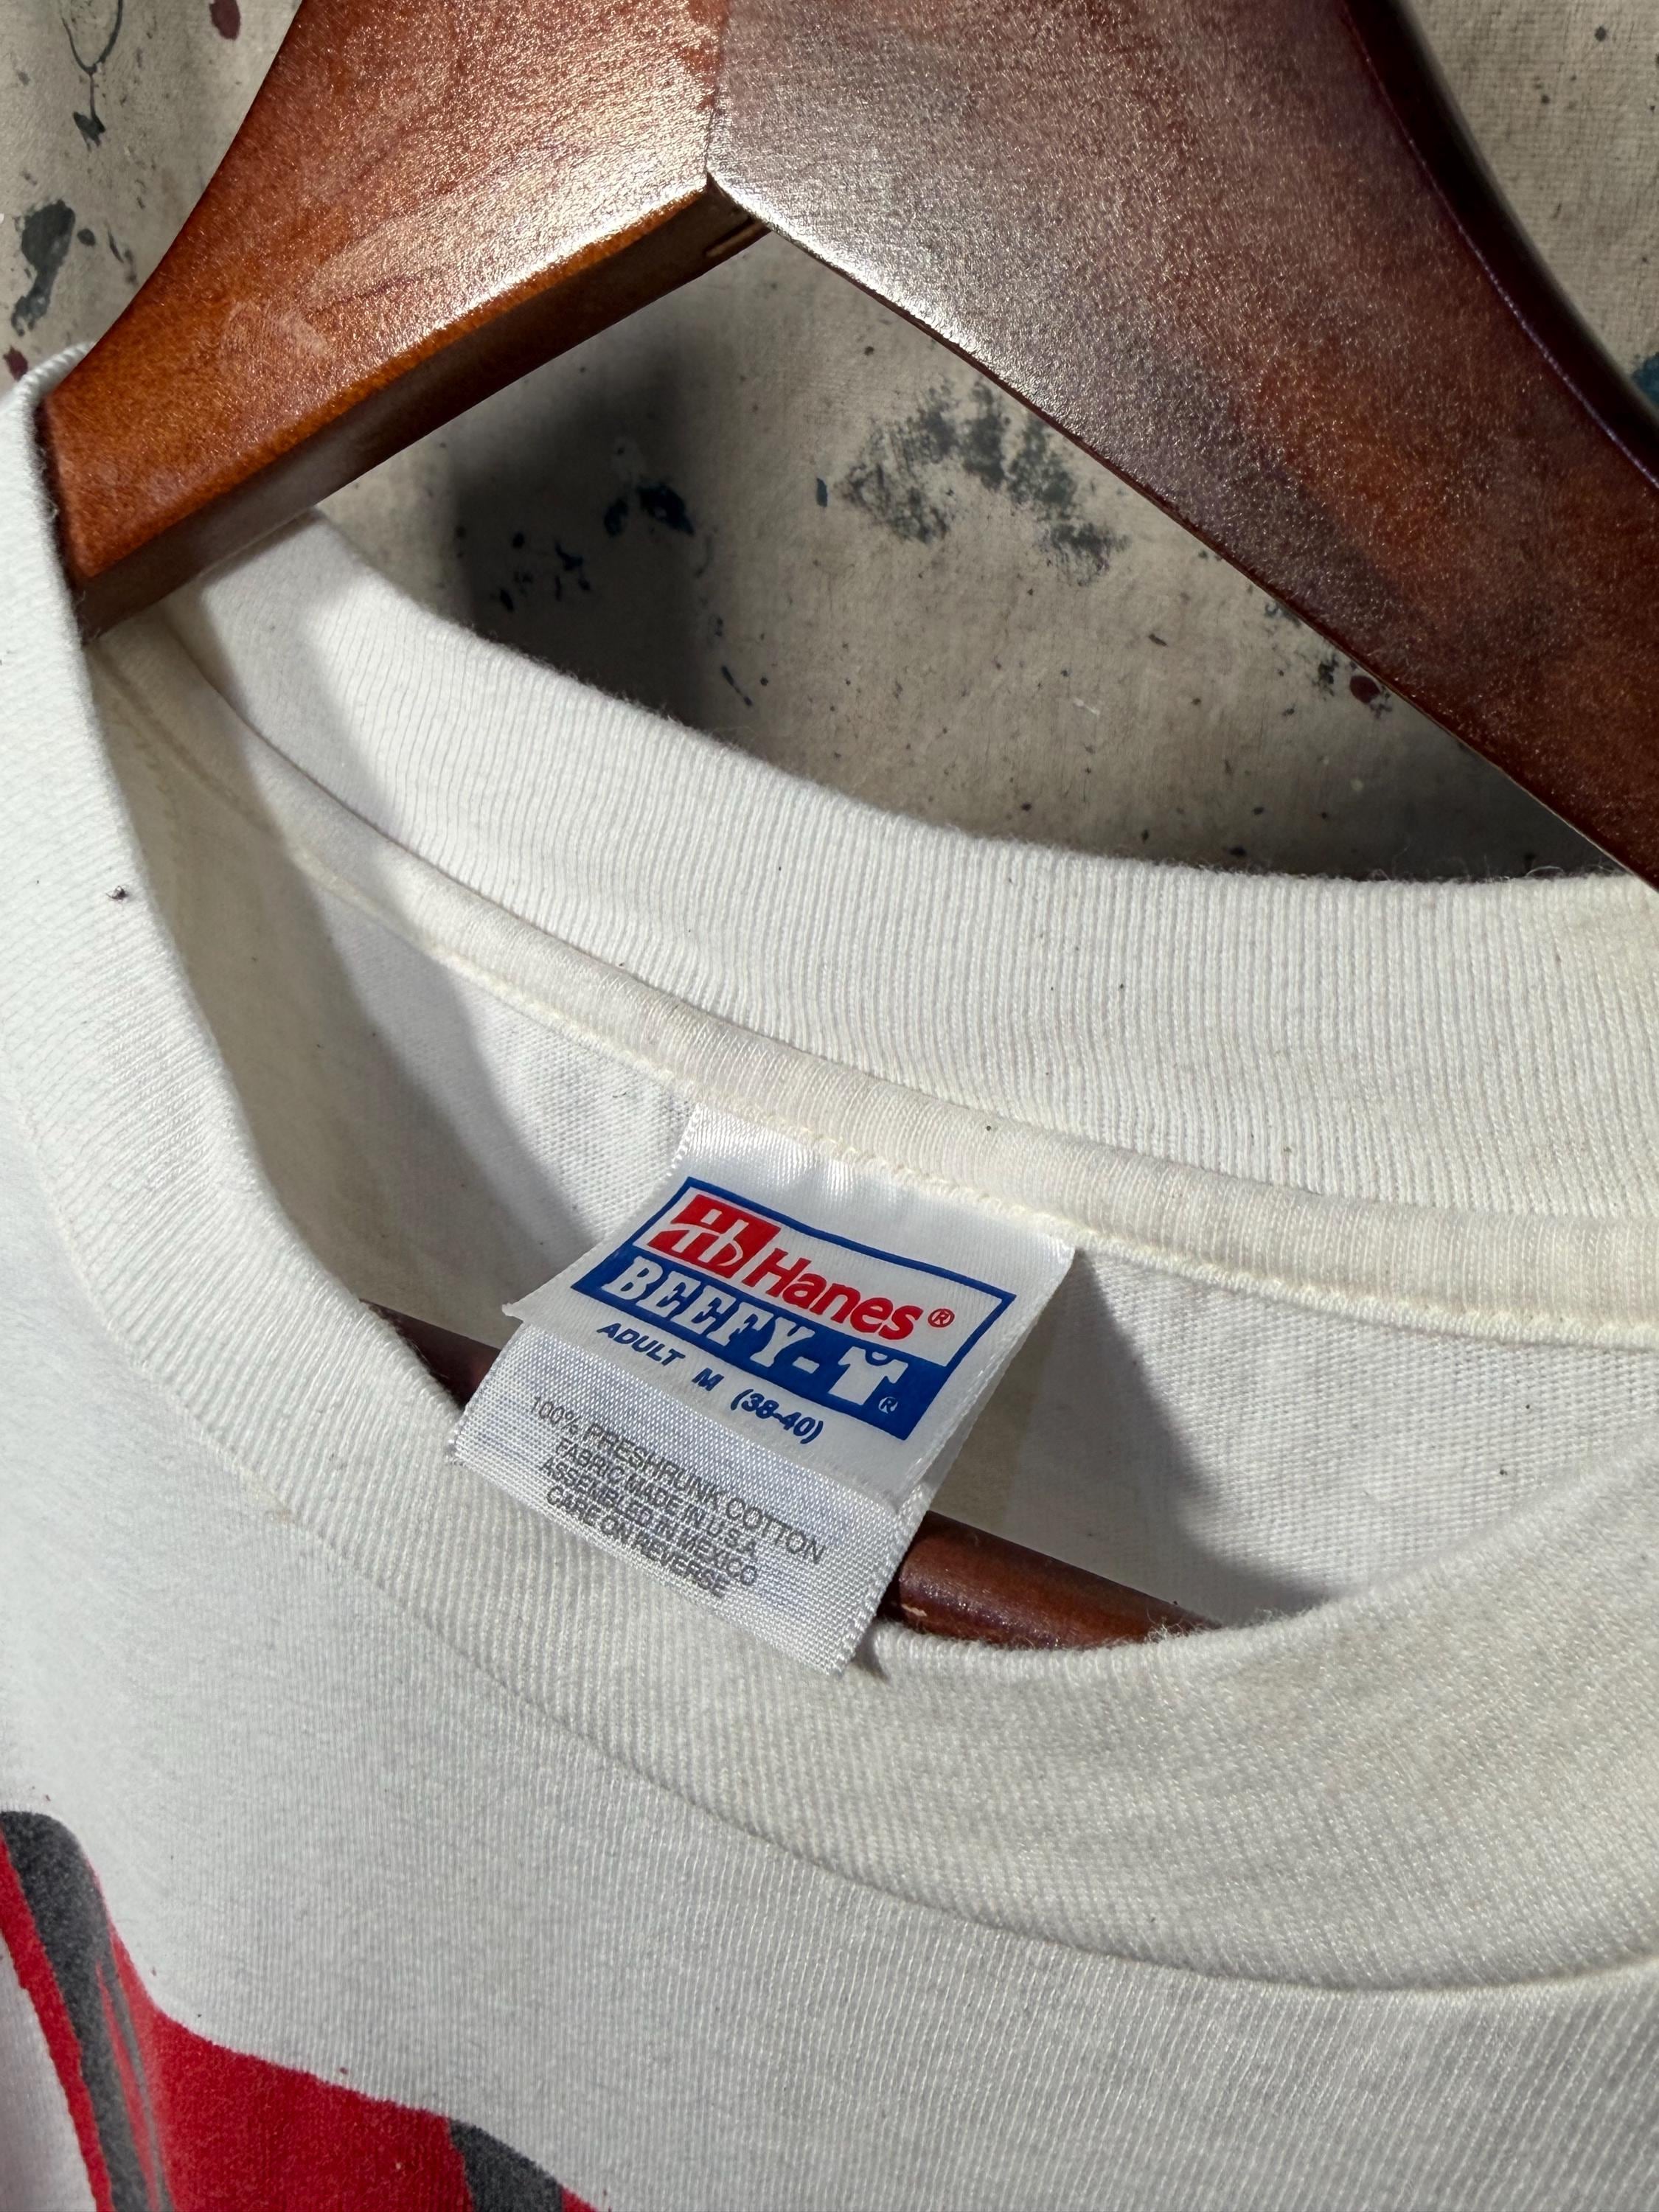 Hanes®
BEEFY-T®
ADULT M (38-40)
100% PRESHRUNK COTTON
FABRIC MADE IN U.S.A.
ASSEMBLED IN MEXICO
CARE ON REVERSE